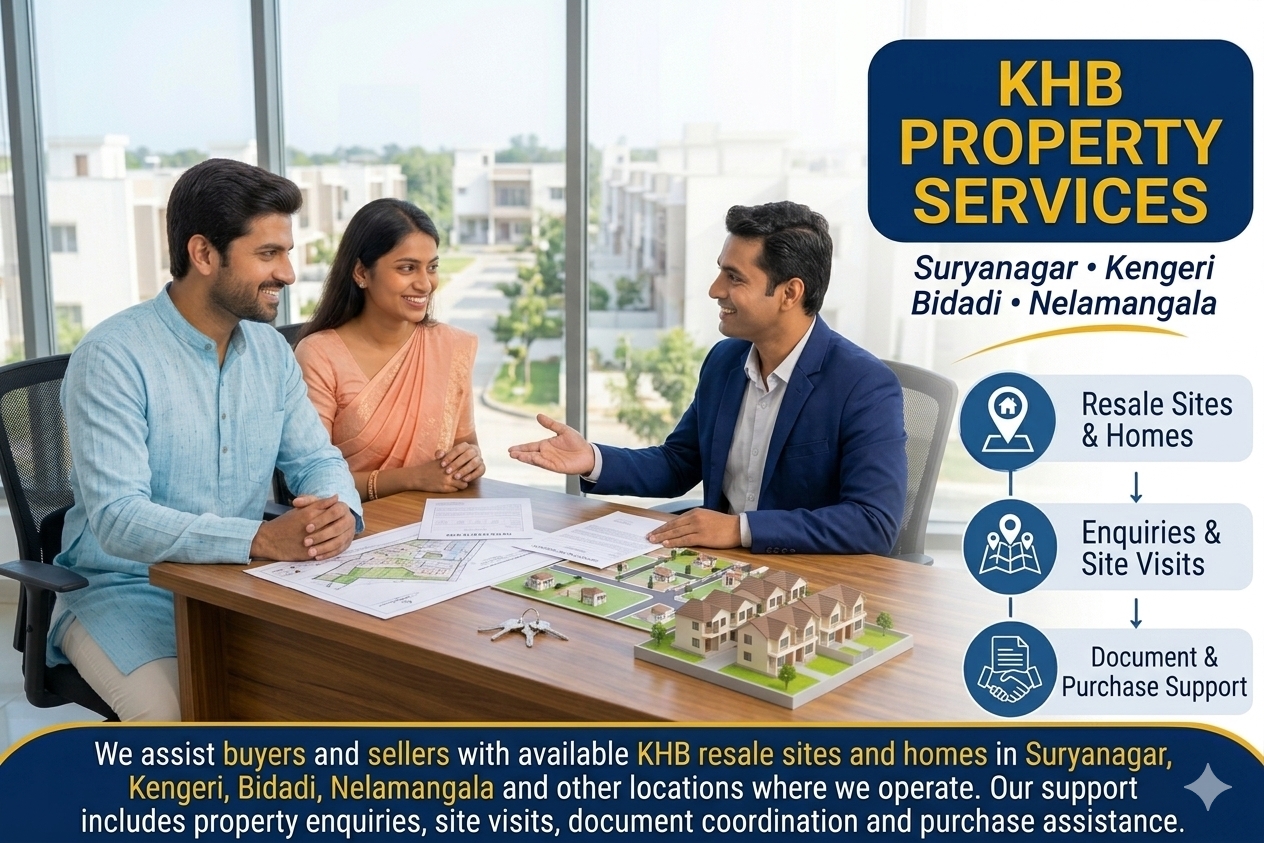 KHB
PROPERTY
SERVICES
Suryanagar • Kengeri
Bidadi • Nelamangala
Resale Sites
& Homes
Enquiries &
Site Visits
Document &
Purchase Support
We assist buyers and sellers with available KHB resale sites and homes in Suryanagar,
Kengeri, Bidadi, Nelamangala and other locations where we operate. Our support
includes property enquiries, site visits, document coordination and purchase assistance.